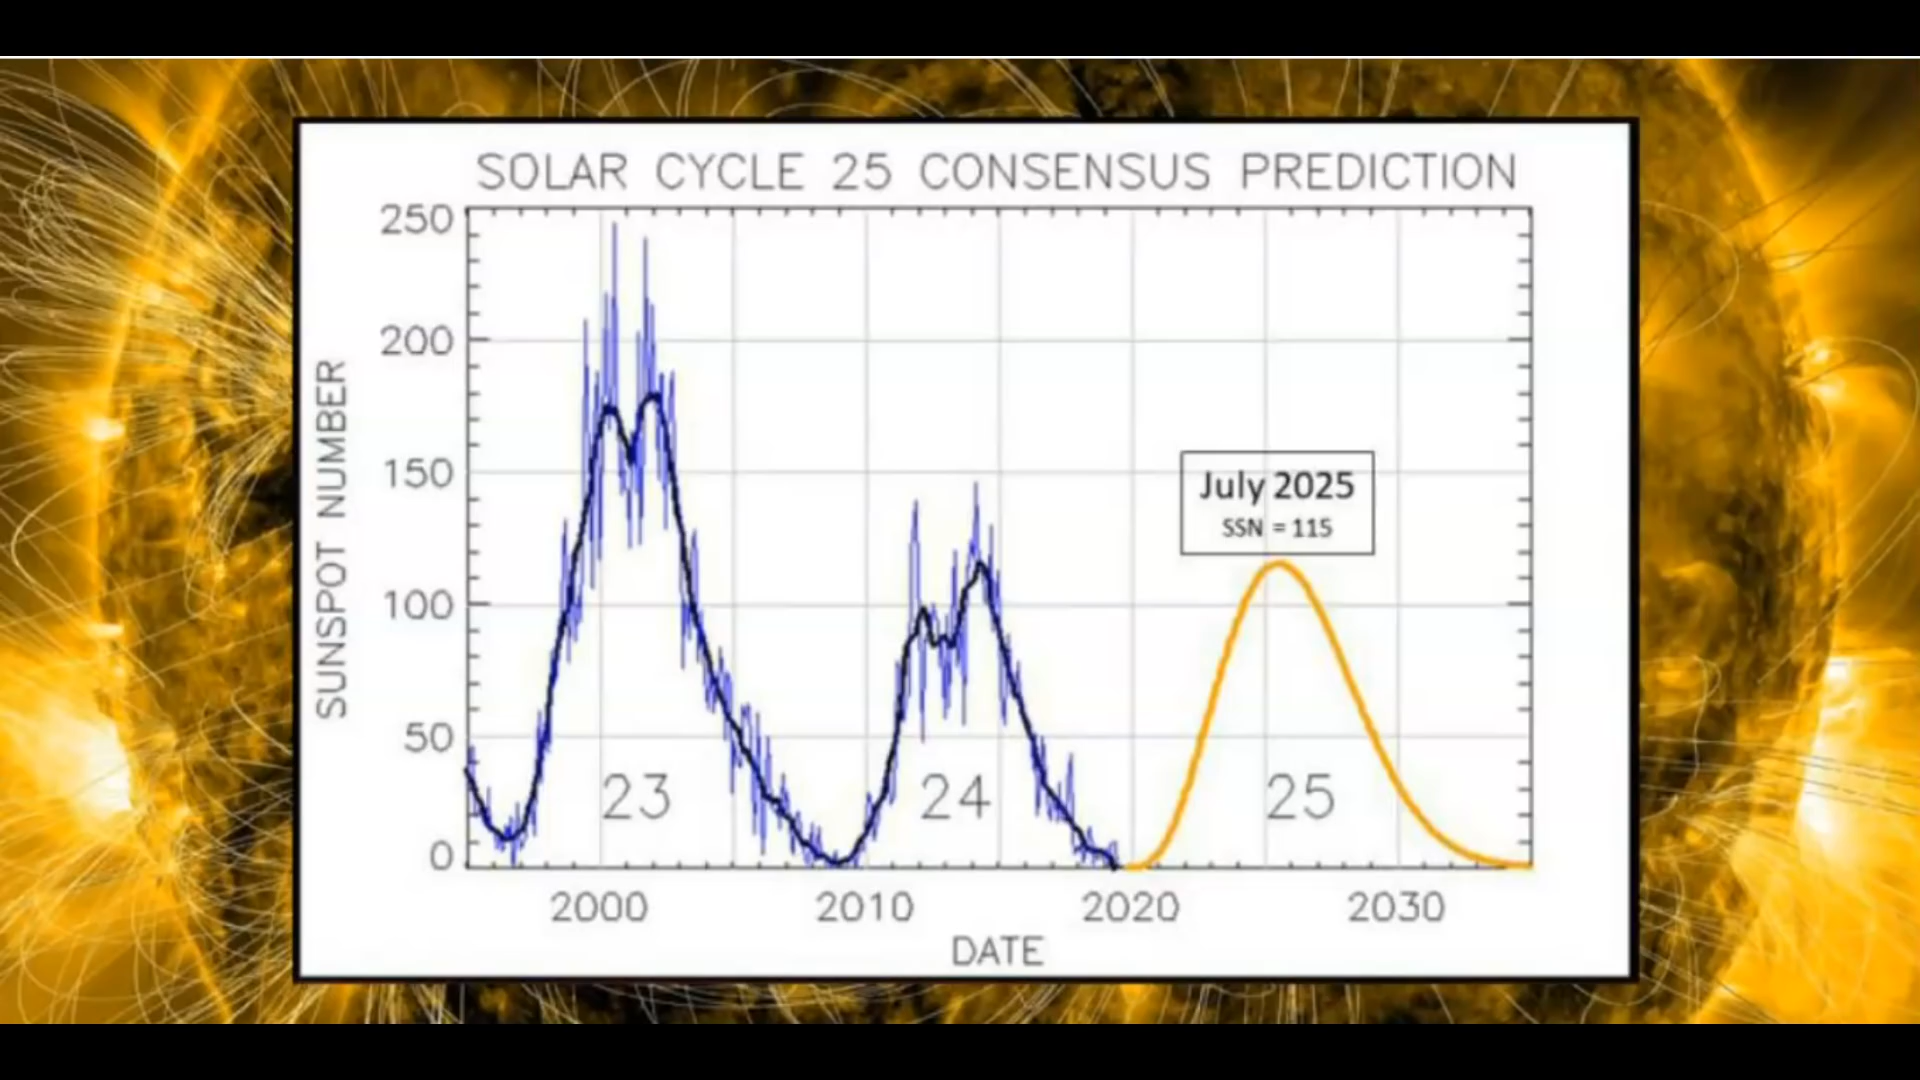 SOLAR CYCLE 25 CONSENSUS PREDICTION
250
200
150
100
50
0
SUNSPOT NUMBER
July 2025
SSN = 115
23
24
25
2000
2010
2020
2030
DATE